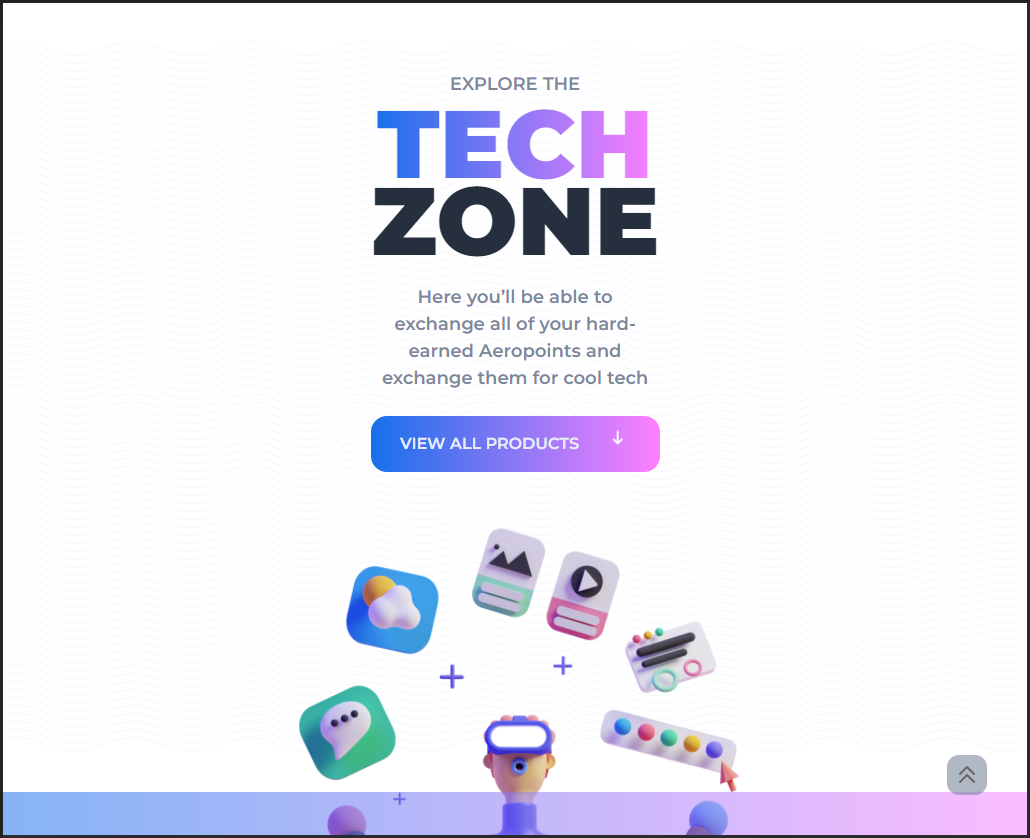 EXPLORE THE
TECH
ZONE
Here you’ll be able to
exchange all of your hard-
earned Aeropoints and
exchange them for cool tech
VIEW ALL PRODUCTS